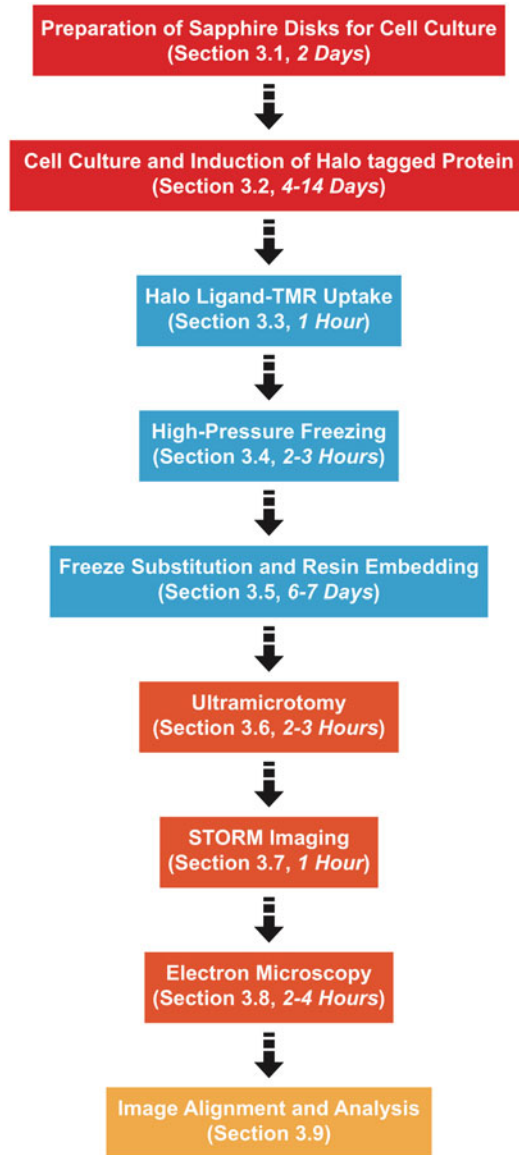 Preparation of Sapphire Disks for Cell Culture
(Section 3.1, 2 Days)
Cell Culture and Induction of Halo tagged Protein
(Section 3.2, 4-14 Days)
Halo Ligand-TMR Uptake
(Section 3.3, 1 Hour)
High-Pressure Freezing
(Section 3.4, 2-3 Hours)
Freeze Substitution and Resin Embedding
(Section 3.5, 6-7 Days)
Ultramicrotomy
(Section 3.6, 2-3 Hours)
STORM Imaging
(Section 3.7, 1 Hour)
Electron Microscopy
(Section 3.8, 2-4 Hours)
Image Alignment and Analysis
(Section 3.9)